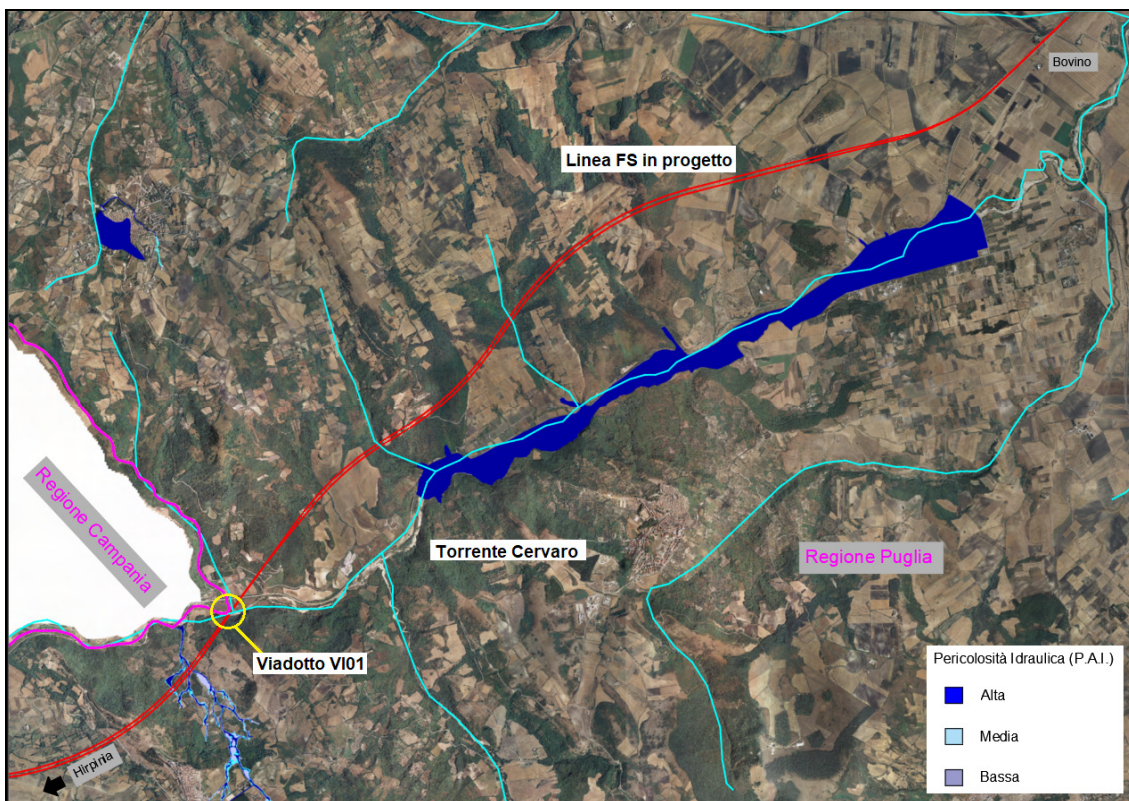 Bovino
Linea FS in progetto
Regione Campania
Torrente Cervaro
Regione Puglia
Viadotto VI01
Hirpinia
Pericolosità Idraulica (P.A.I.)
Alta
Media
Bassa